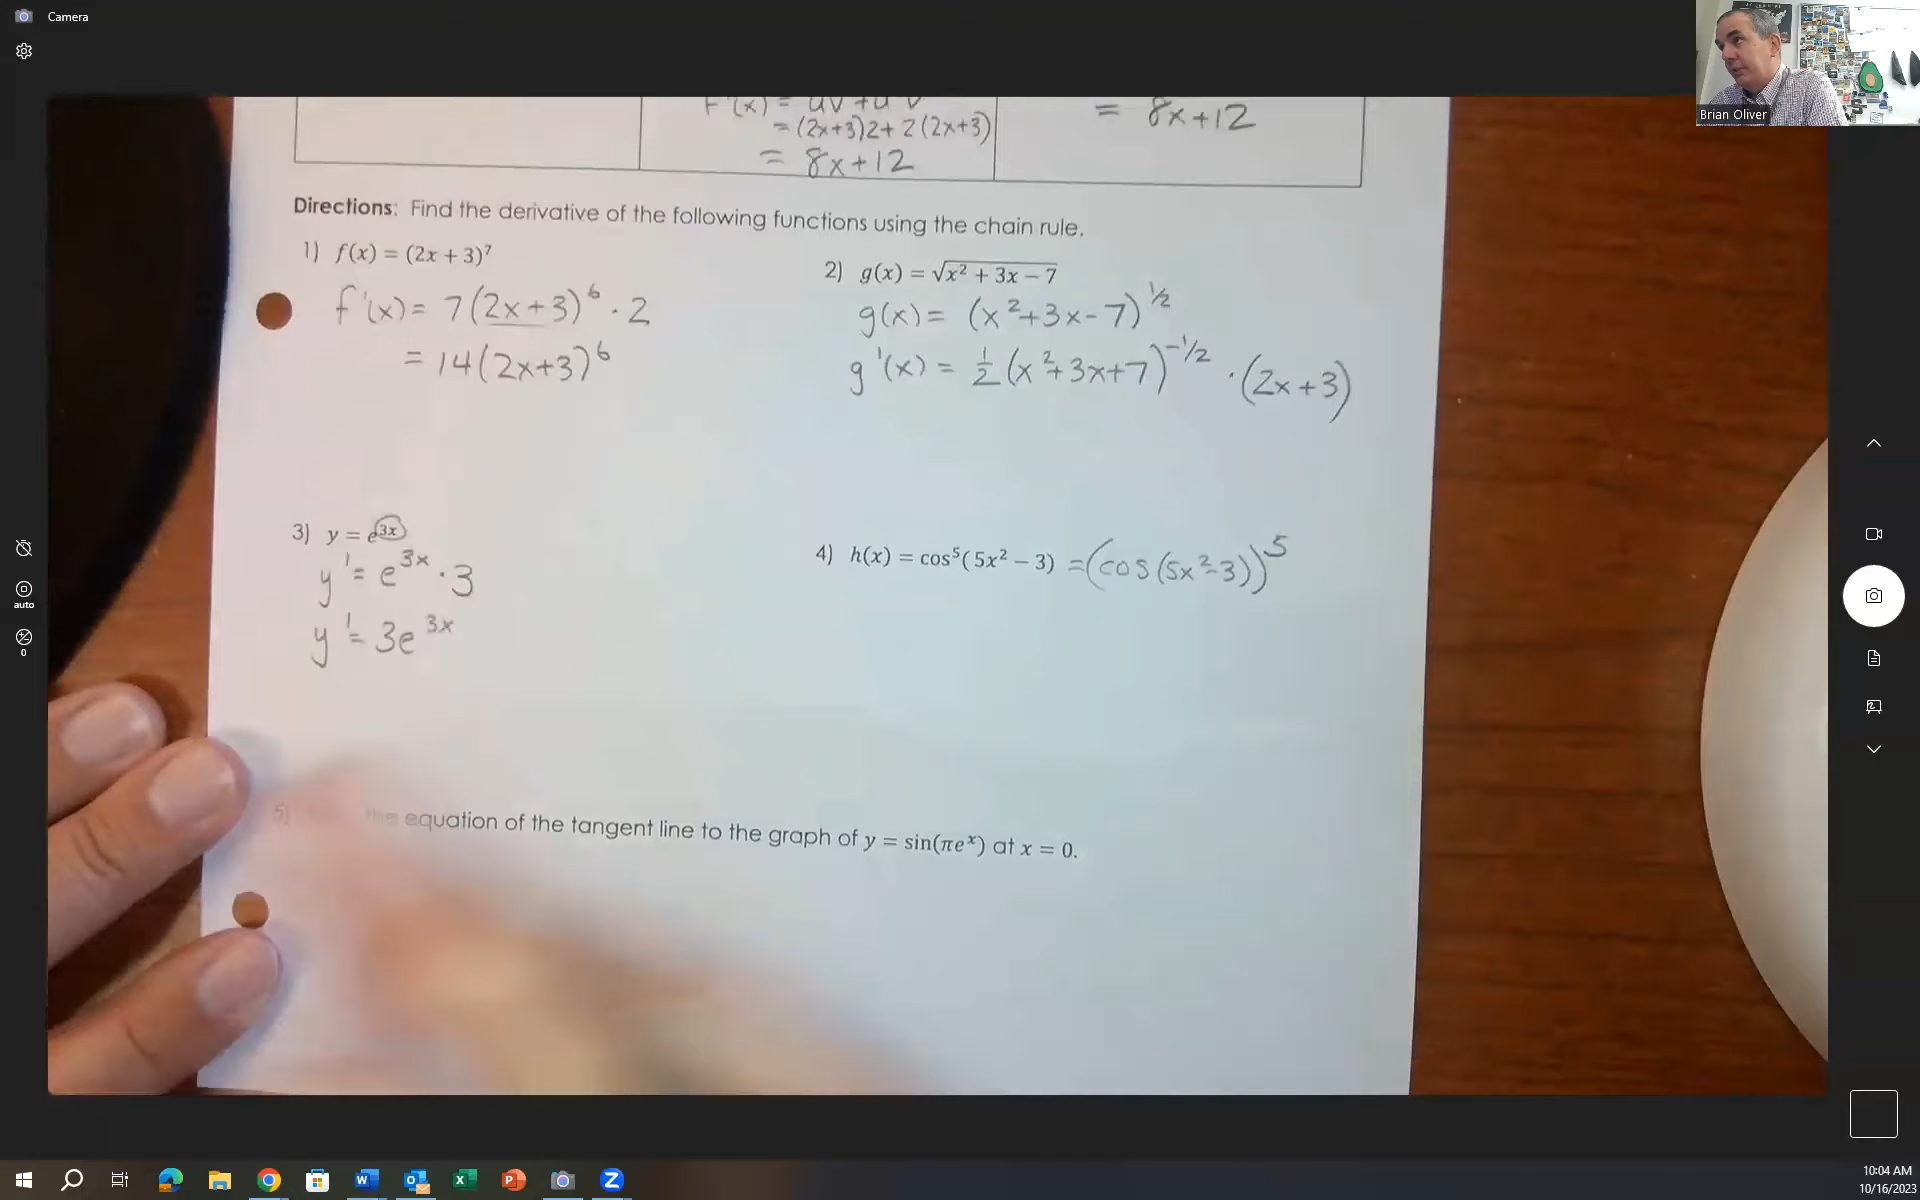 Camera
Brian Oliver
F'(x) = uv' + u'v
= (2x+3)2+ 2(2x+3)
= 8x+12
= 8x+12
Directions: Find the derivative of the following functions using the chain rule.
1) f(x) = (2x + 3)⁷
f'(x) = 7(2x+3)⁶ · 2
= 14(2x+3)⁶
2) g(x) = √x² + 3x − 7
g(x) = (x²+3x-7)^½
g'(x) = ½(x²+3x+7)^-½ · (2x+3)
3) y = e^3x
y' = e^3x · 3
y' = 3e^3x
4) h(x) = cos⁵(5x² − 3) = (cos(5x²-3))⁵
5) the equation of the tangent line to the graph of y = sin(πeˣ) at x = 0.
auto
0
10:04 AM
10/16/2023